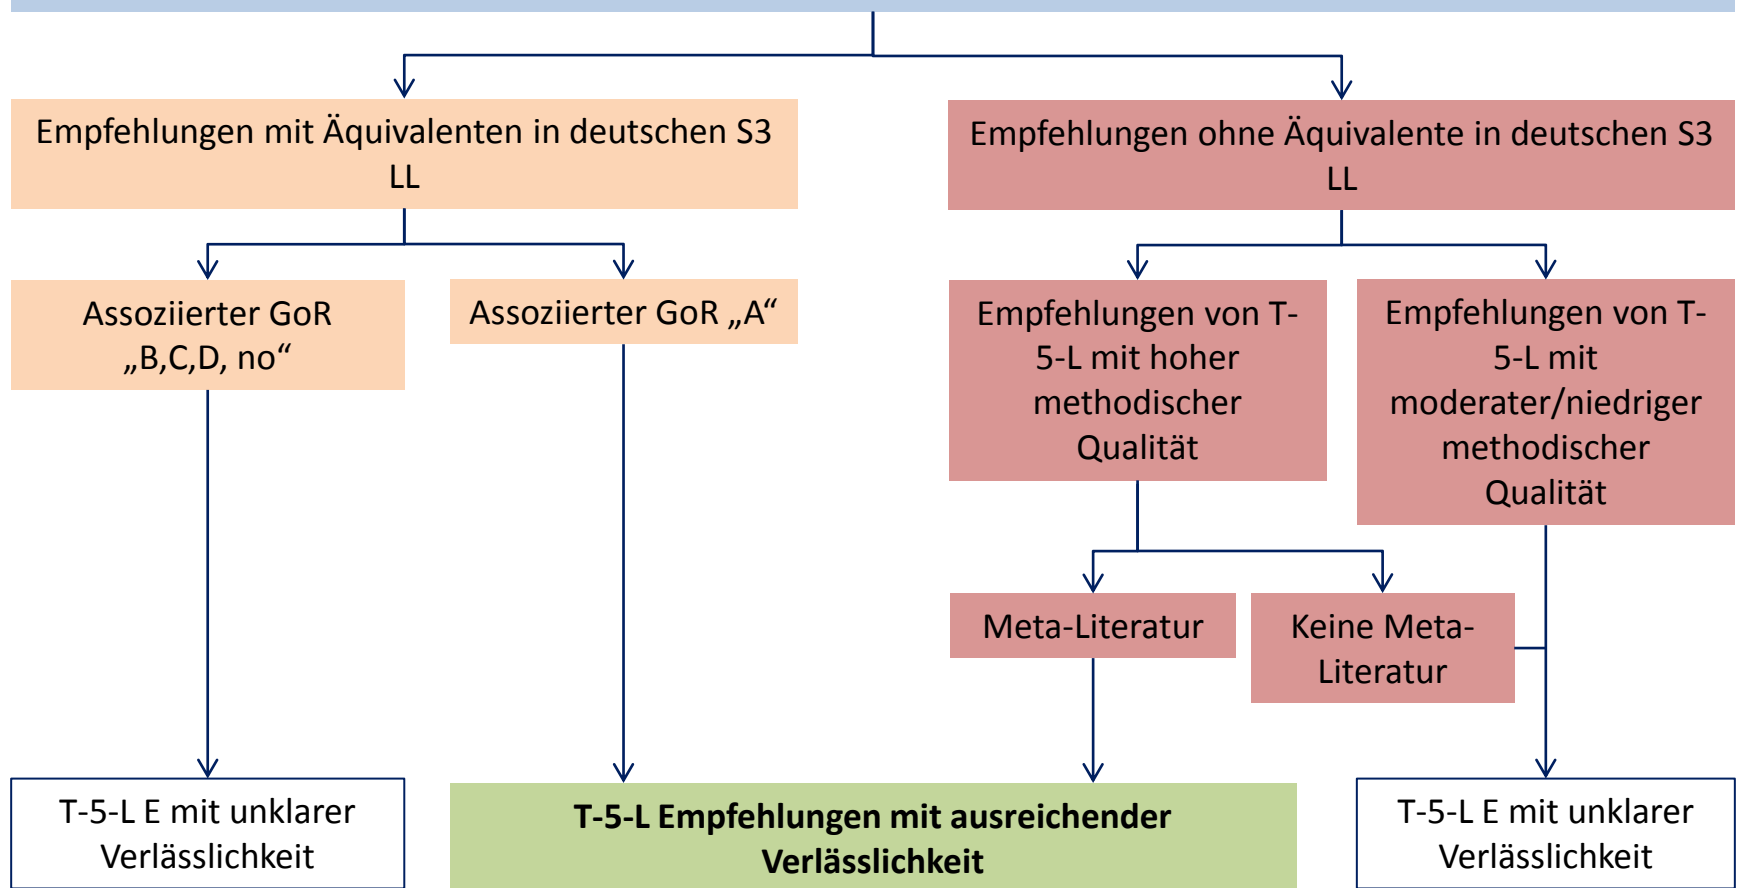 Empfehlungen mit Äquivalenten in deutschen S3
LL
Empfehlungen ohne Äquivalente in deutschen S3
LL
Assoziierter GoR
„B,C,D, no“
Assoziierter GoR „A“
Empfehlungen von T-
5-L mit hoher
methodischer
Qualität
Empfehlungen von T-
5-L mit
moderater/niedriger
methodischer
Qualität
Meta-Literatur
Keine Meta-
Literatur
T-5-L E mit unklarer
Verlässlichkeit
T-5-L Empfehlungen mit ausreichender
Verlässlichkeit
T-5-L E mit unklarer
Verlässlichkeit